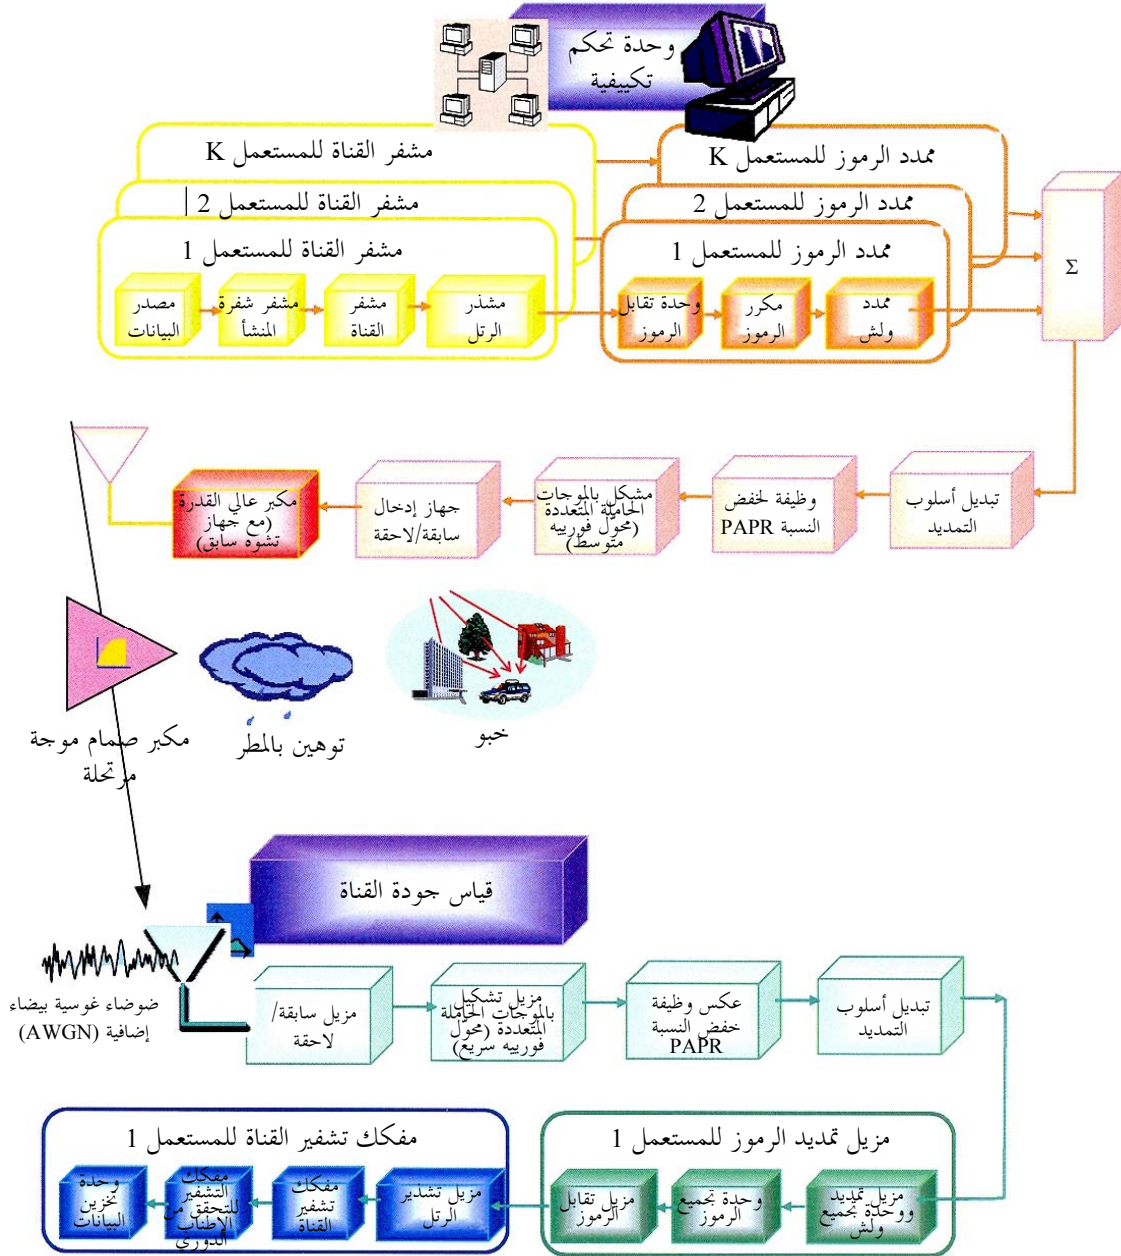 وحدة تحكم
تكييفية
مشفر القناة للمستعمل K
مشفر القناة للمستعمل 2
مشفر القناة للمستعمل 1
مصدر
البيانات
مشفر شفرة
المنشأ
مشفر
القناة
مشذر
الرتل
ممدد الرموز للمستعمل K
ممدد الرموز للمستعمل 2
ممدد الرموز للمستعمل 1
وحدة تقابل
الرموز
مكرر
الرموز
ممدد
ولش
Σ
تبديل أسلوب
التمديد
وظيفة لخفض
النسبة PAPR
مشكل بالموجات
الحاملة المتعددة
(محوّل فورييه
متوسط)
جهاز إدخال
سابقة/لاحقة
مكبر عالي القدرة
(مع جهاز
تشوه سابق)
مكبر صمام موجة
مرتحلة
توهين بالمطر
خبو
قياس جودة القناة
ضوضاء غوسية بيضاء
إضافية (AWGN)
مزيل سابقة/
لاحقة
مزيل تشكيل
بالموجات الحاملة
المتعددة (محوّل
فورييه سريع)
عكس وظيفة
خفض النسبة
PAPR
تبديل أسلوب
التمديد
مزيل تمديد الرموز للمستعمل 1
مزيل تمديد
ووحدة تجميع
ولش
وحدة تجميع
الرموز
مزيل تقابل
الرموز
مفكك تشفير القناة للمستعمل 1
مزيل تشذير
الرتل
مفكك
تشفير
القناة
مفكك
التشفير
للتحقق من
الإطناب
الدوري
وحدة
تخزين
البيانات